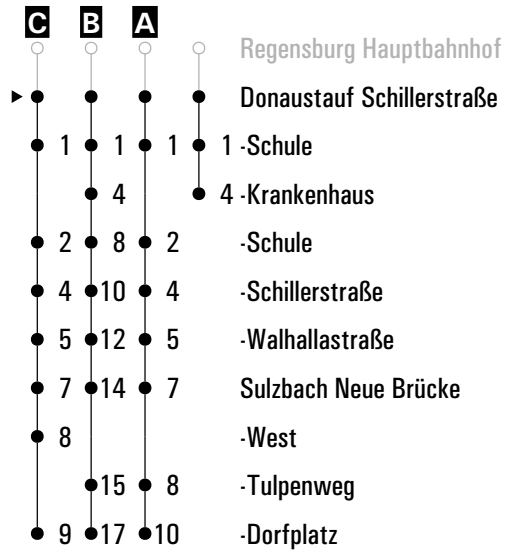 C B A
Regensburg Hauptbahnhof
Donaustauf Schillerstraße
1 1 1 1 -Schule
4 4 -Krankenhaus
2 8 2 -Schule
4 10 4 -Schillerstraße
5 12 5 -Walhallastraße
7 14 7 Sulzbach Neue Brücke
8 -West
15 8 -Tulpenweg
9 17 10 -Dorfplatz